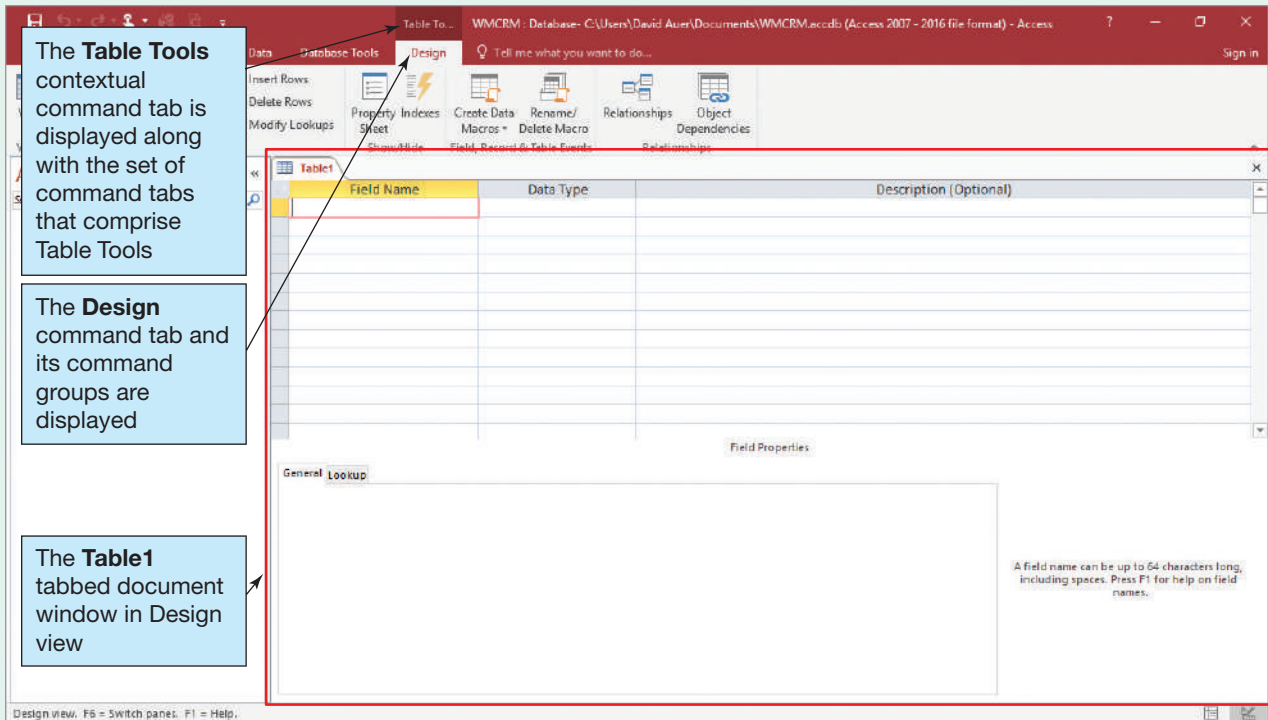 Table To...
WMCRM : Database- C:\Users\David Auer\Documents\WMCRM.accdb (Access 2007 - 2016 file format) - Access
?
Data
Database Tools
Design
Tell me what you want to do...
Sign in
Insert Rows
Delete Rows
Modify Lookups
Property Sheet
Indexes
Create Data Macros
Rename/ Delete Macro
Relationships
Object Dependencies
Show/Hide
Field, Record & Table Events
Relationships
The Table Tools
contextual
command tab is
displayed along
with the set of
command tabs
that comprise
Table Tools
The Design
command tab and
its command
groups are
displayed
The Table1
tabbed document
window in Design
view
Table1
Field Name
Data Type
Description (Optional)
Field Properties
General
Lookup
A field name can be up to 64 characters long,
including spaces. Press F1 for help on field
names.
Design view. F6 = Switch panes. F1 = Help.